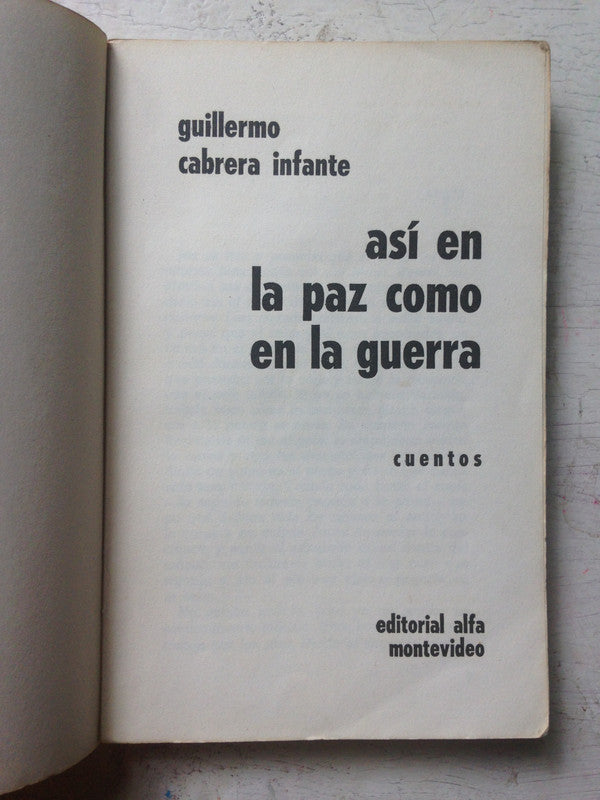 guillermo
cabrera infante
así en
la paz como
en la guerra
cuentos
editorial alfa
montevideo